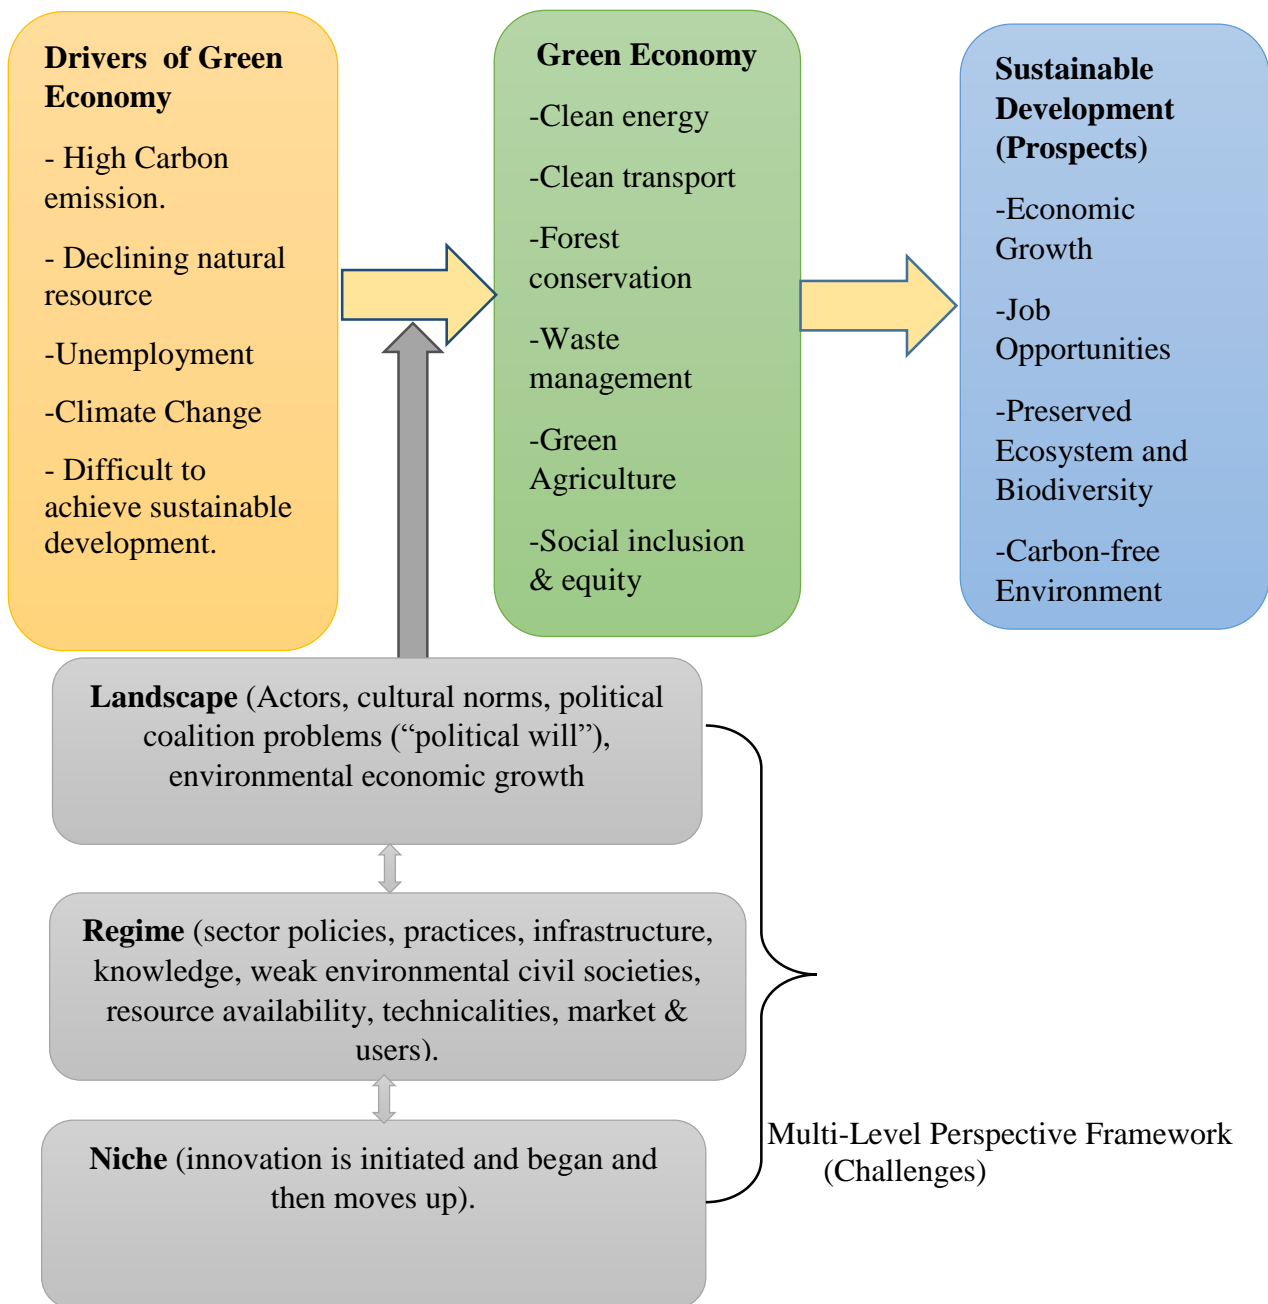 Drivers of Green
Economy
- High Carbon
emission.
- Declining natural
resource
-Unemployment
-Climate Change
- Difficult to
achieve sustainable
development.
Green Economy
-Clean energy
-Clean transport
-Forest
conservation
-Waste
management
-Green
Agriculture
-Social inclusion
& equity
Sustainable
Development
(Prospects)
-Economic
Growth
-Job
Opportunities
-Preserved
Ecosystem and
Biodiversity
-Carbon-free
Environment
Landscape (Actors, cultural norms, political
coalition problems (“political will”),
environmental economic growth
Regime (sector policies, practices, infrastructure,
knowledge, weak environmental civil societies,
resource availability, technicalities, market &
users).
Niche (innovation is initiated and began and
then moves up).
Multi-Level Perspective Framework
(Challenges)